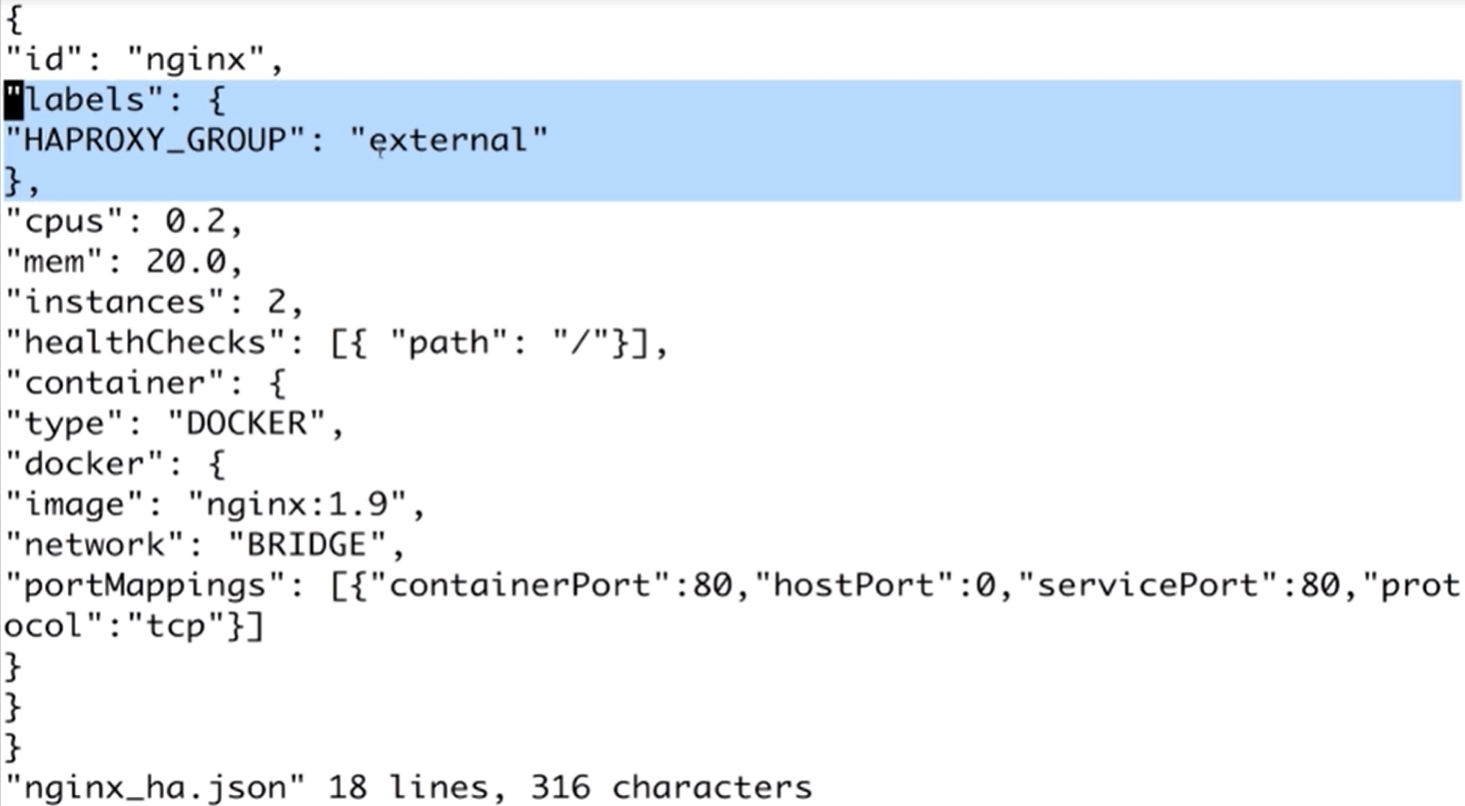 {
"id": "nginx",
"labels": {
"HAPROXY_GROUP": "external"
},
"cpus": 0.2,
"mem": 20.0,
"instances": 2,
"healthChecks": [{ "path": "/"}],
"container": {
"type": "DOCKER",
"docker": {
"image": "nginx:1.9",
"network": "BRIDGE",
"portMappings": [{"containerPort":80,"hostPort":0,"servicePort":80,"prot
ocol":"tcp"}]
}
}
}
"nginx_ha.json" 18 lines, 316 characters